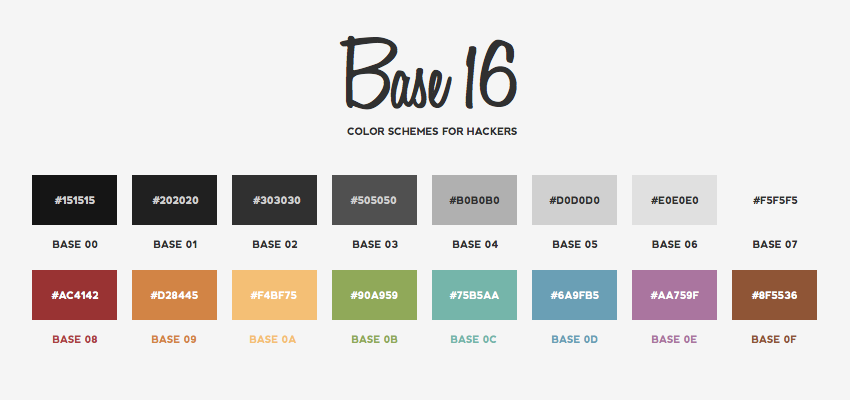 Base 16
COLOR SCHEMES FOR HACKERS
#151515 #202020 #303030 #505050 #B0B0B0 #D0D0D0 #E0E0E0 #F5F5F5
BASE 00 BASE 01 BASE 02 BASE 03 BASE 04 BASE 05 BASE 06 BASE 07
#AC4142 #D28445 #F4BF75 #90A959 #75B5AA #6A9FB5 #AA759F #8F5536
BASE 08 BASE 09 BASE 0A BASE 0B BASE 0C BASE 0D BASE 0E BASE 0F